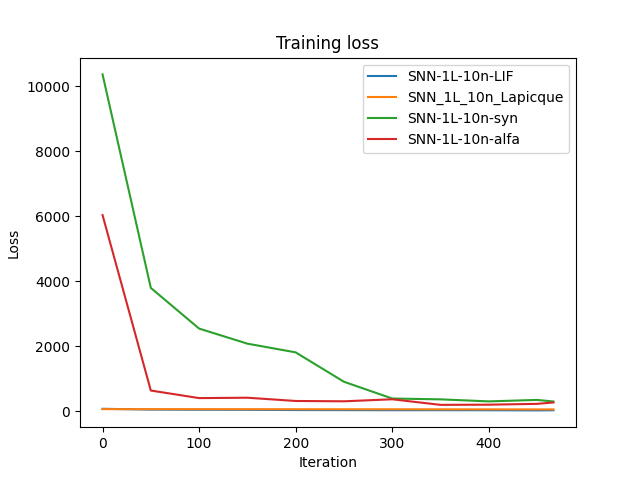 Training loss
SNN-1L-10n-LIF
SNN_1L_10n_Lapicque
SNN-1L-10n-syn
SNN-1L-10n-alfa
10000
8000
6000
4000
2000
0
Loss
0 100 200 300 400
Iteration